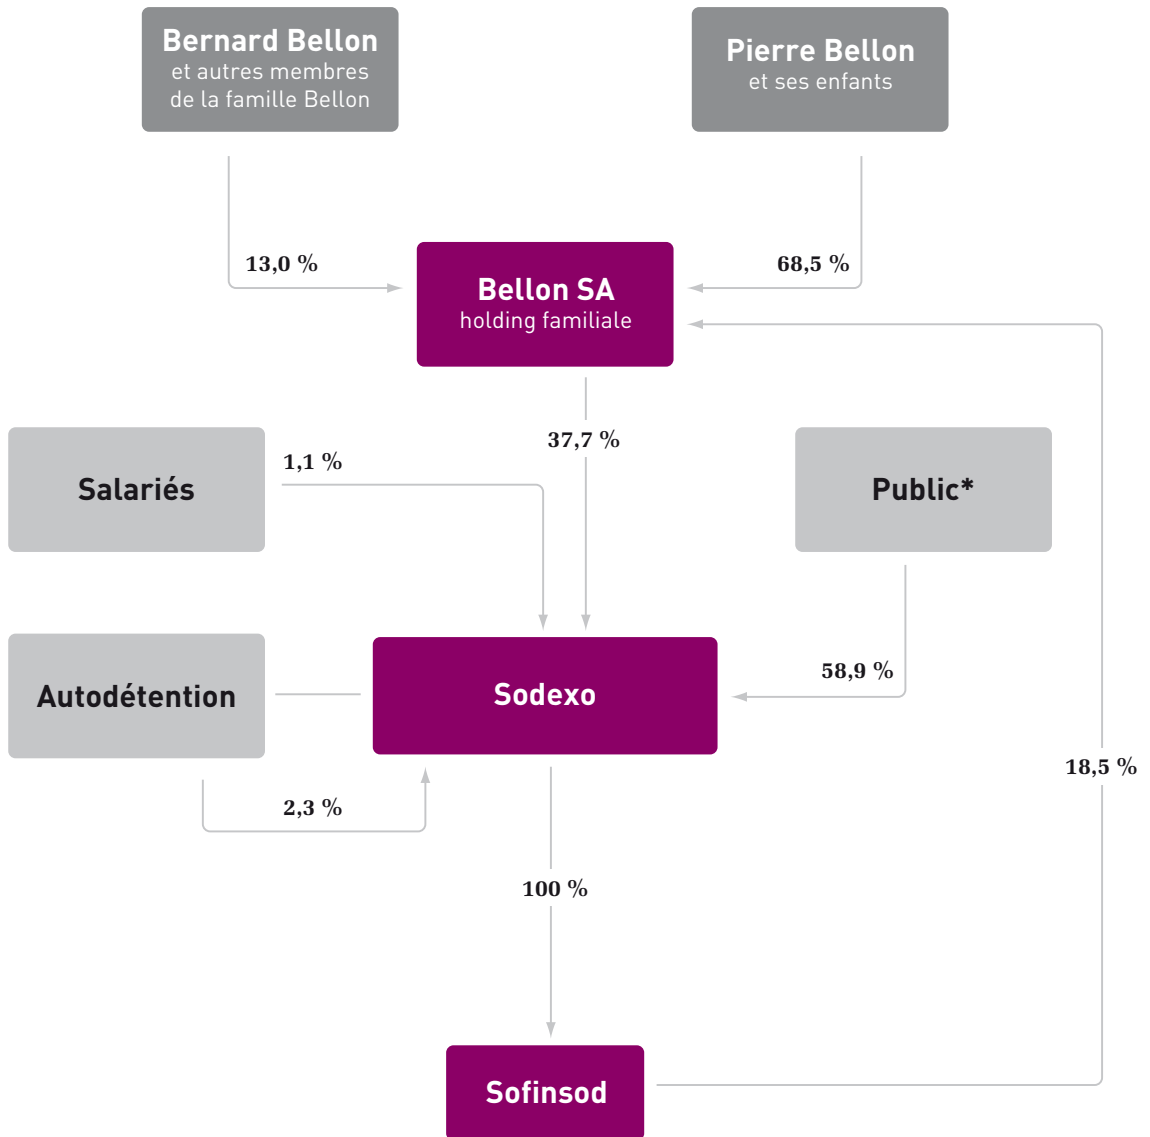 Bernard Bellon
et autres membres
de la famille Bellon
Pierre Bellon
et ses enfants
13,0 %
68,5 %
Bellon SA
holding familiale
37,7 %
Salariés
1,1 %
Public*
Autodétention
Sodexo
58,9 %
18,5 %
2,3 %
100 %
Sofinsod